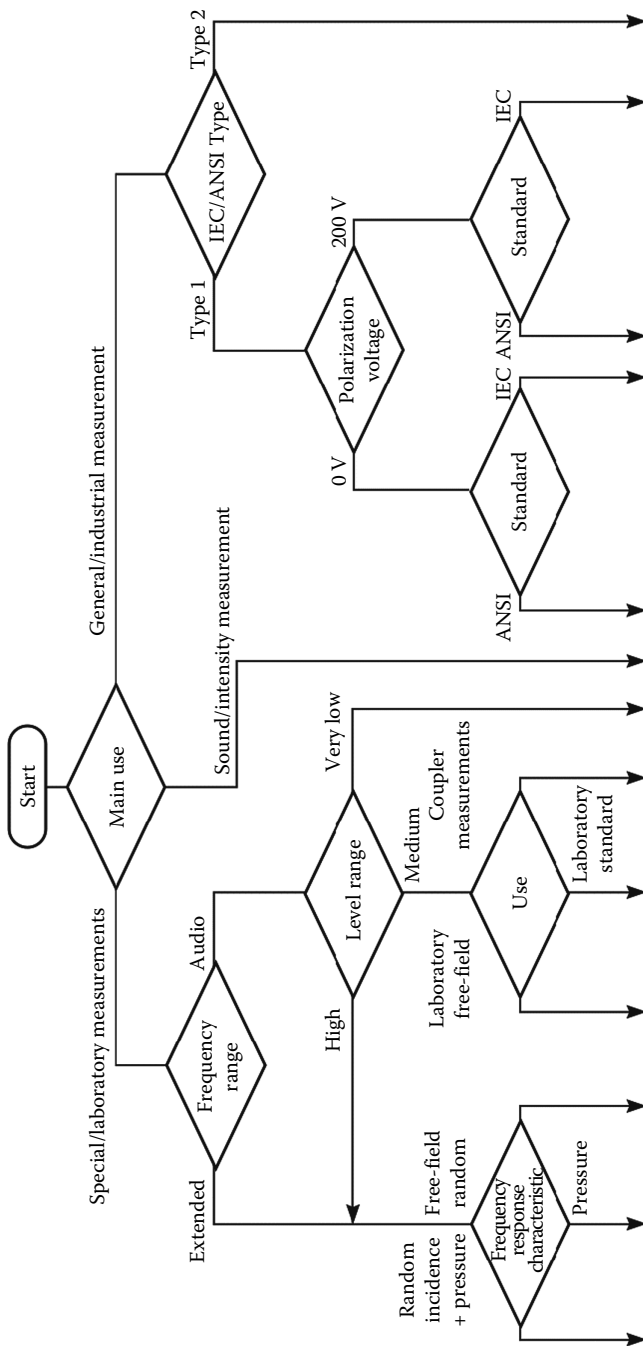 Start
Main use
Special/laboratory measurements
Sound/intensity measurement
General/industrial measurement
Frequency
range
Extended
Audio
IEC/ANSI Type
Type 1
Type 2
Level range
High
Medium
Very low
Polarization
voltage
0 V
200 V
Frequency
response
characteristic
Random
incidence
+ pressure
Free-field
random
Pressure
Use
Laboratory
free-field
Coupler
measurements
Laboratory
standard
Standard
ANSI
IEC
Standard
ANSI
IEC